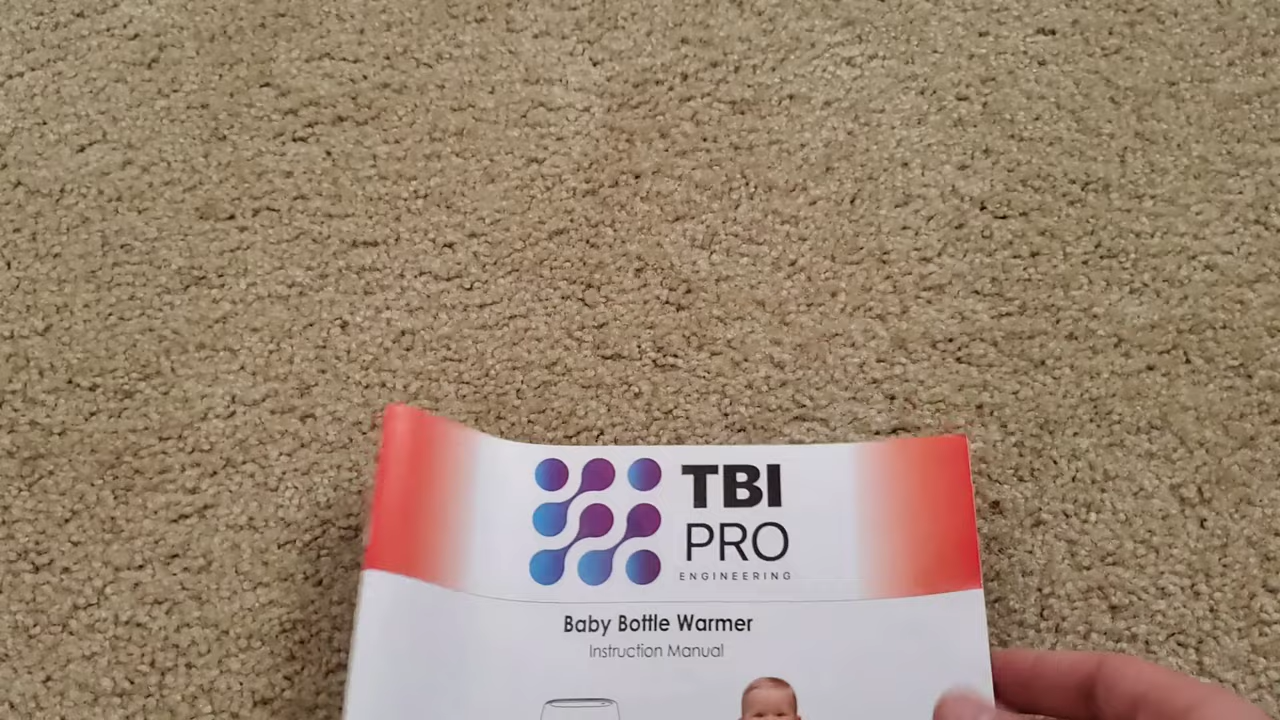 TBI
PRO
ENGINEERING
Baby Bottle Warmer
Instruction Manual